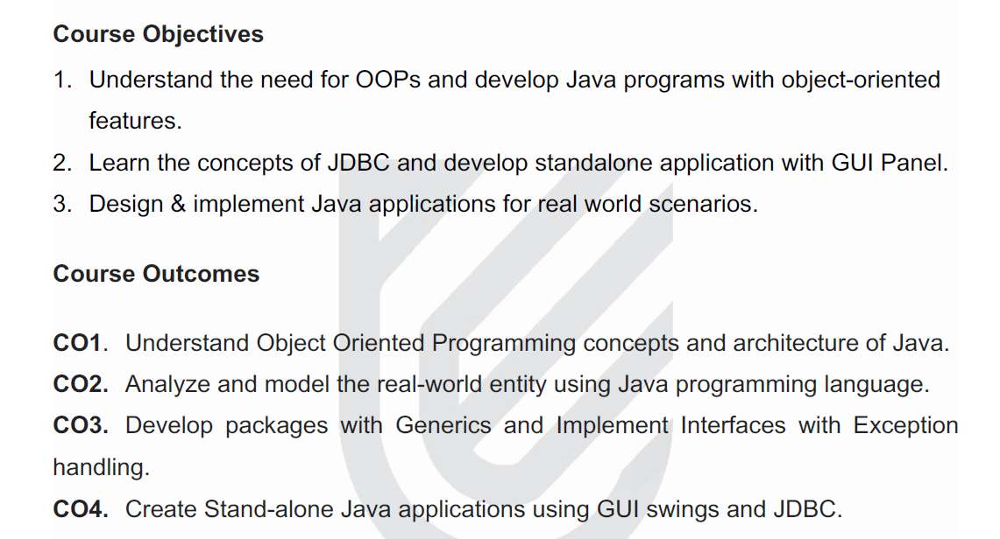 Course Objectives
1. Understand the need for OOPs and develop Java programs with object-oriented
features.
2. Learn the concepts of JDBC and develop standalone application with GUI Panel.
3. Design & implement Java applications for real world scenarios.
Course Outcomes
CO1. Understand Object Oriented Programming concepts and architecture of Java.
CO2. Analyze and model the real-world entity using Java programming language.
CO3. Develop packages with Generics and Implement Interfaces with Exception
handling.
CO4. Create Stand-alone Java applications using GUI swings and JDBC.